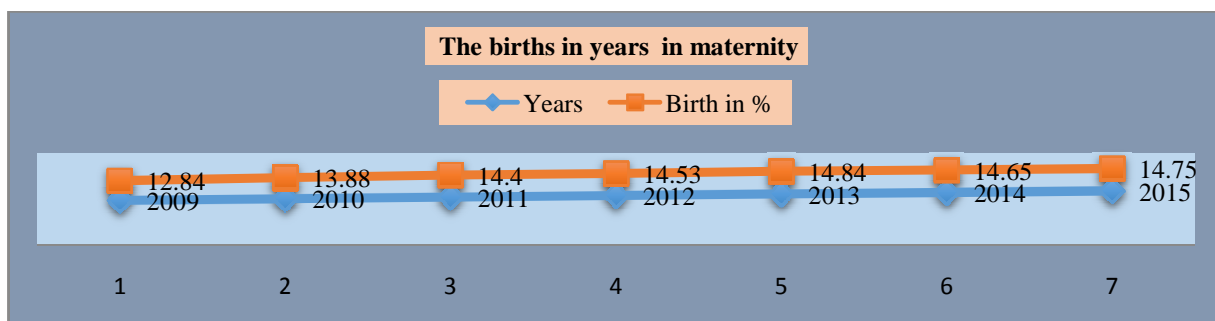 The births in years in maternity
Years Birth in %
12.84 13.88 14.4 14.53 14.84 14.65 14.75
2009 2010 2011 2012 2013 2014 2015
1 2 3 4 5 6 7